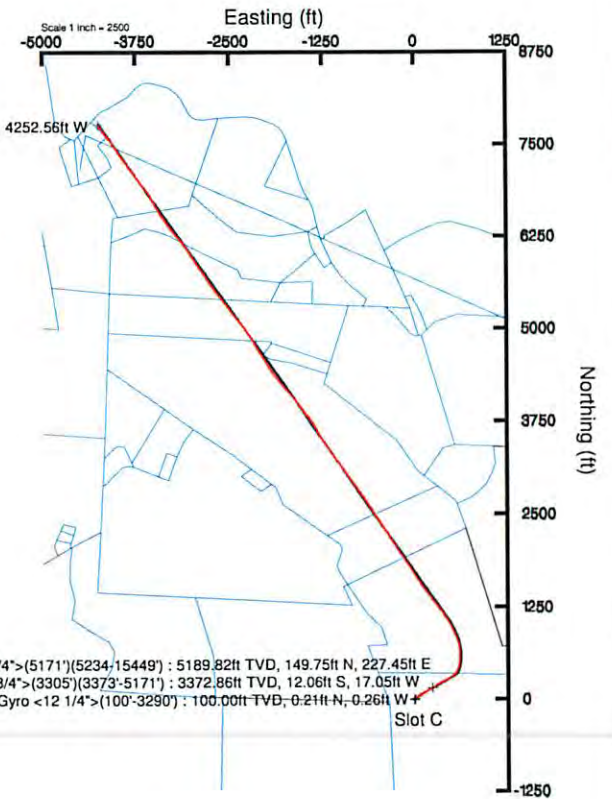 Easting (ft)
Scale 1 inch = 2500
-5000 -3750 -2500 -1250 0 1250
8750
4252.56ft W
7500
6250
5000
3750
Northing (ft)
2500
1250
/4">(5171')(5234-15449') : 5189.82ft TVD, 149.75ft N, 227.45ft E
3/4">(3305')(3373'-5171') : 3372.86ft TVD, 12.06ft S, 17.05ft W
Gyro <12 1/4">(100'-3290') : 100.00ft TVD, 0.21ft N, 0.26ft W
0
Slot C
-1250